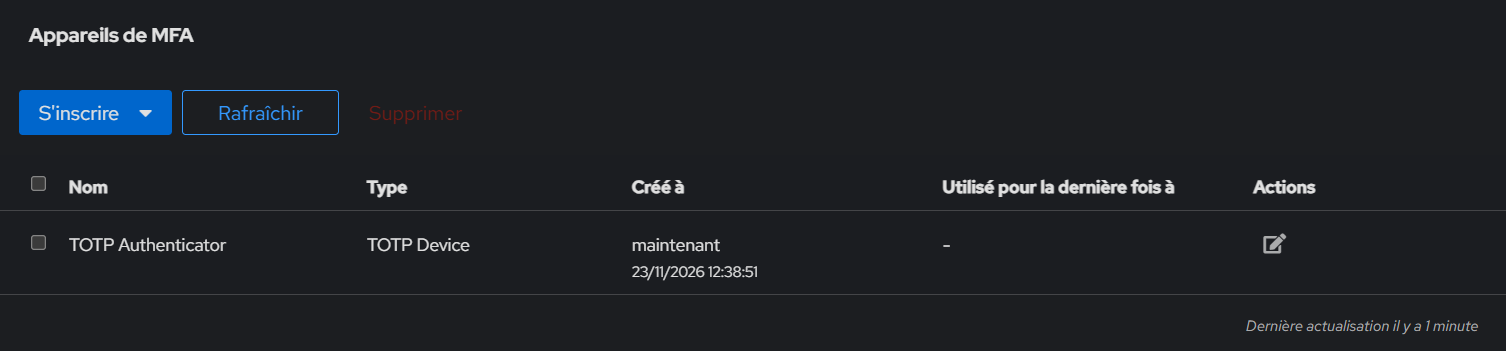 Appareils de MFA
S'inscrire Rafraîchir Supprimer
Nom Type Créé à Utilisé pour la dernière fois à Actions
TOTP Authenticator TOTP Device maintenant -
23/11/2026 12:38:51
Dernière actualisation il y a 1 minute